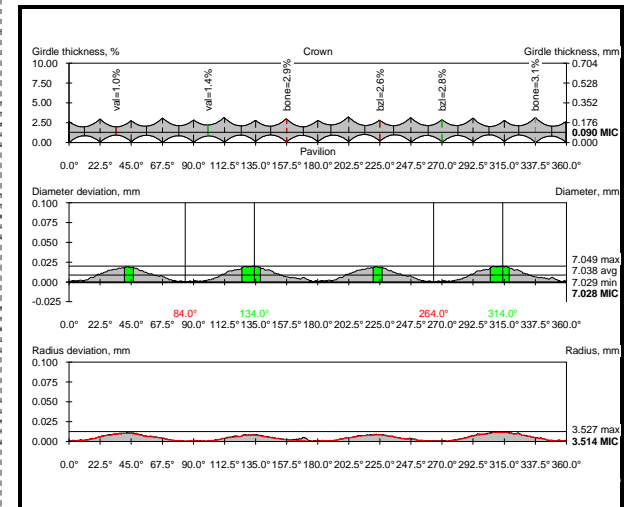 Girdle thickness, % Crown Girdle thickness, mm
10.00 0.704
7.50 0.528
5.00 0.352
2.50 0.176
0.090 MIC
0.00 0.000
val=1.0% val=1.4% bone=2.9% bzl=2.6% bzl=2.8% bone=3.1%
Pavilion
0.0° 22.5° 45.0° 67.5° 90.0° 112.5° 135.0° 157.5° 180.0° 202.5° 225.0° 247.5° 270.0° 292.5° 315.0° 337.5° 360.0°
Diameter deviation, mm Diameter, mm
0.100
0.075
0.050
0.025 7.049 max
7.038 avg
0.000 7.029 min
7.028 MIC
-0.025
84.0° 134.0° 264.0° 314.0°
0.0° 22.5° 45.0° 67.5° 90.0° 112.5° 135.0° 157.5° 180.0° 202.5° 225.0° 247.5° 270.0° 292.5° 315.0° 337.5° 360.0°
Radius deviation, mm Radius, mm
0.100
0.075
0.050
0.025
3.527 max
0.000 3.514 MIC
0.0° 22.5° 45.0° 67.5° 90.0° 112.5° 135.0° 157.5° 180.0° 202.5° 225.0° 247.5° 270.0° 292.5° 315.0° 337.5° 360.0°